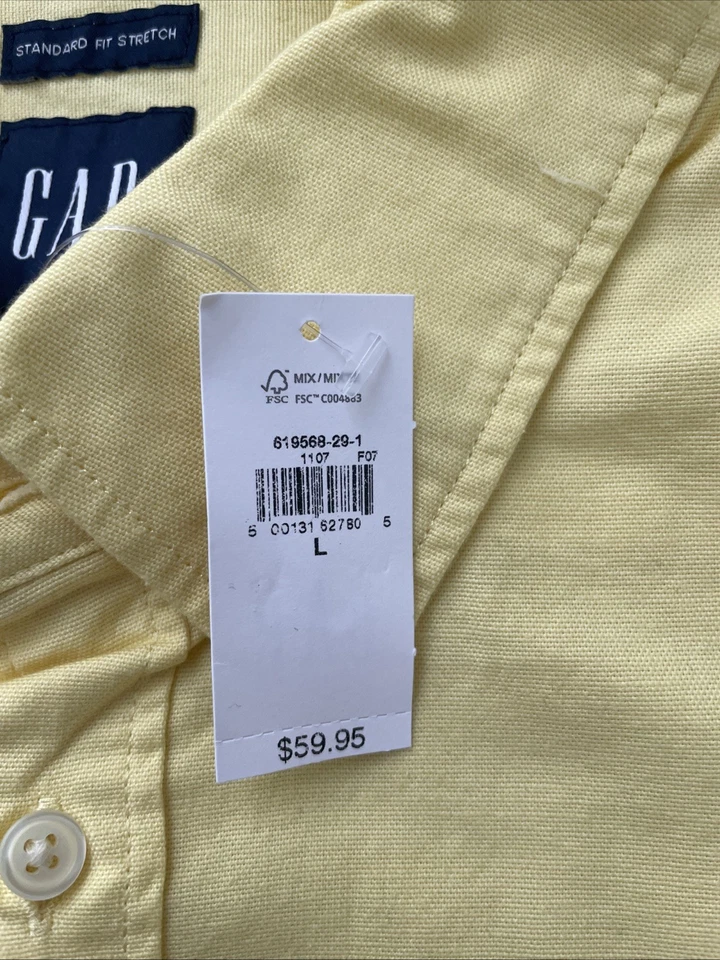 STANDARD FIT STRETCH
GAP
FSC
MIX/
FSC™ C004883
619568-29-1
1107 F07
5 00131 62780 5
L
$59.95